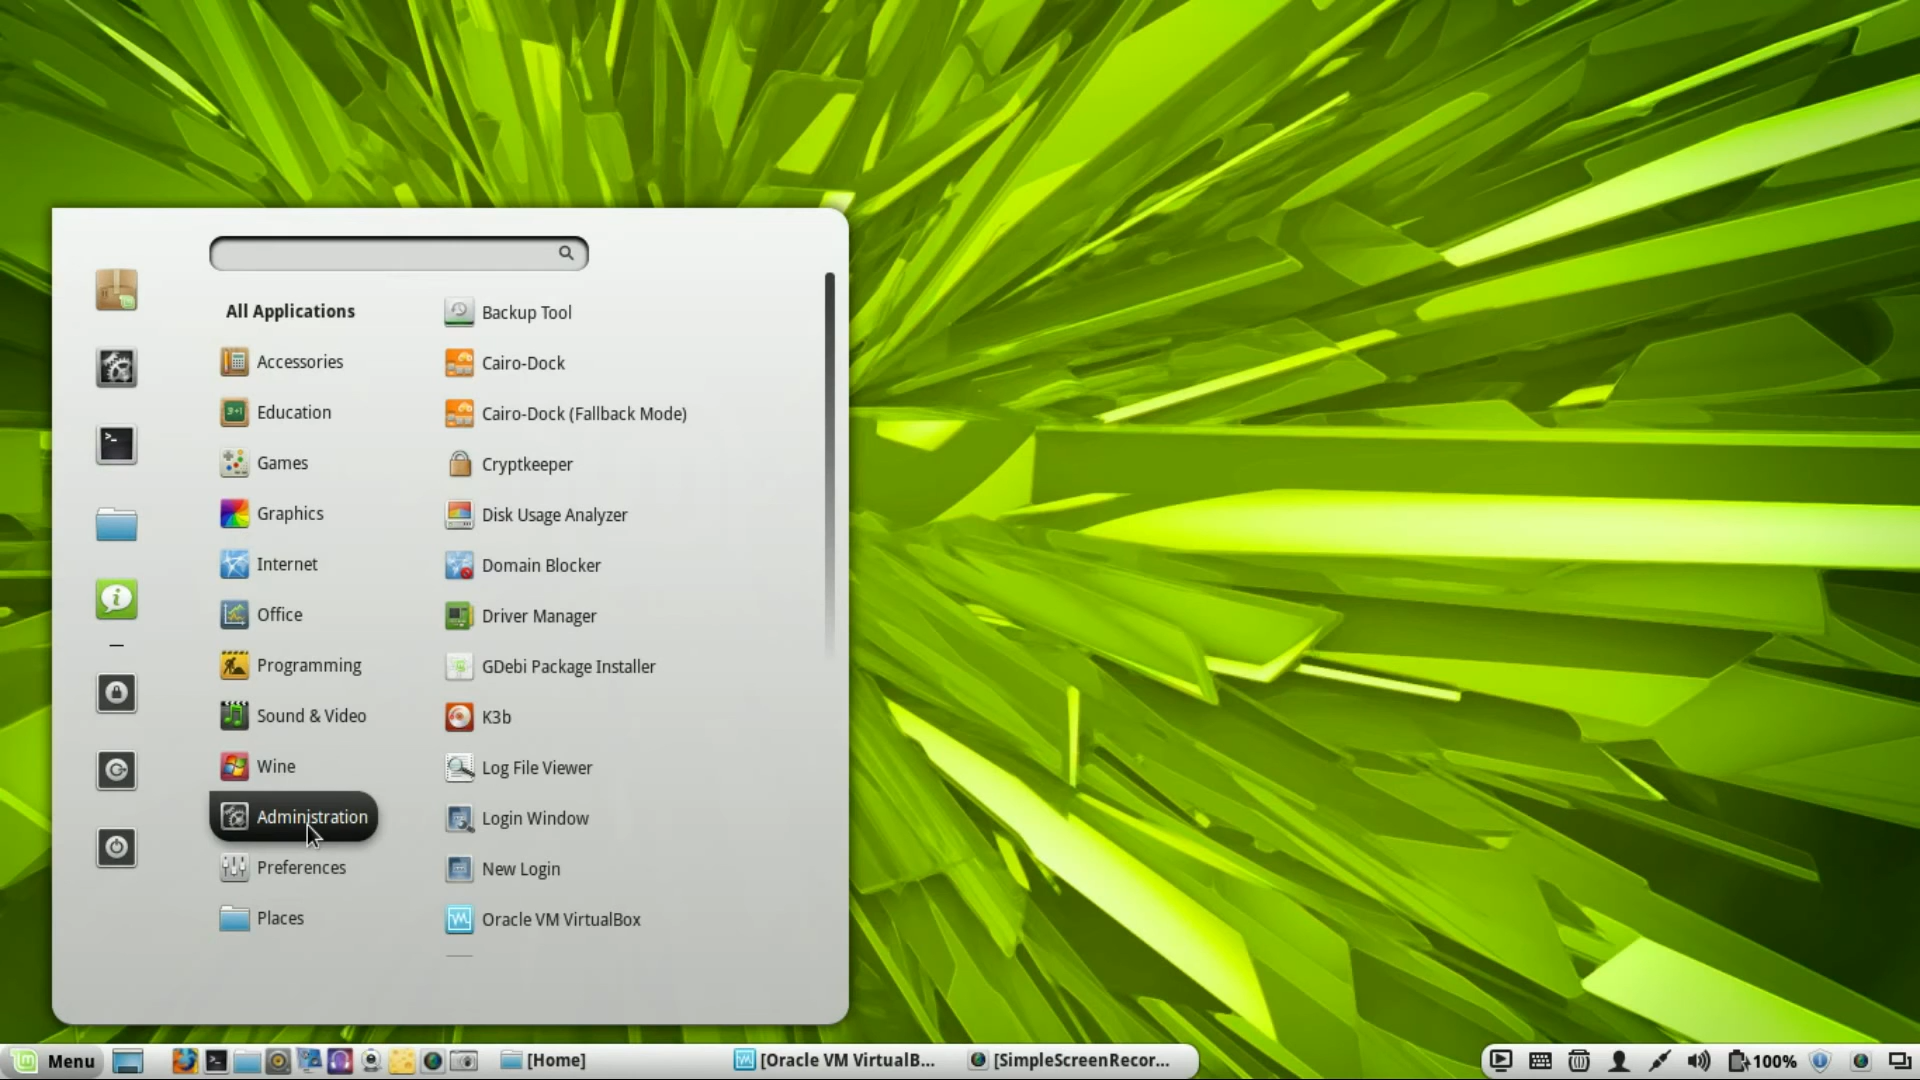 All Applications
Accessories
Education
Games
Graphics
Internet
Office
Programming
Sound & Video
Wine
Administration
Preferences
Places
Backup Tool
Cairo-Dock
Cairo-Dock (Fallback Mode)
Cryptkeeper
Disk Usage Analyzer
Domain Blocker
Driver Manager
GDebi Package Installer
K3b
Log File Viewer
Login Window
New Login
Oracle VM VirtualBox
Menu
[Home]
[Oracle VM VirtualB...
[SimpleScreenRecor...
100%